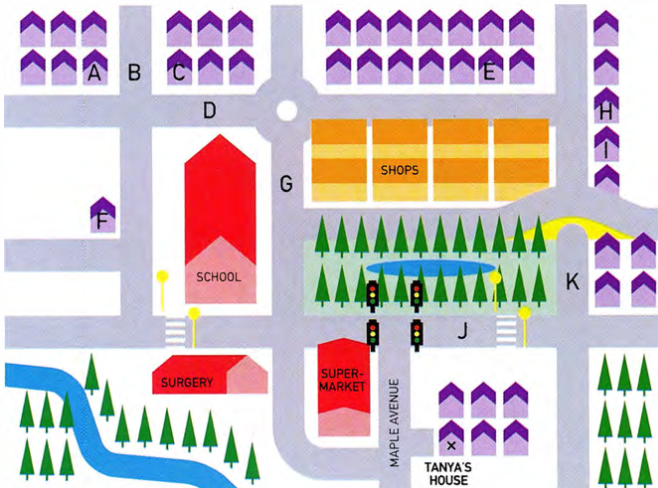 A
B
C
D
E
H
I
F
G
SHOPS
SCHOOL
K
J
SURGERY
SUPER-
MARKET
MAPLE AVENUE
×
TANYA'S
HOUSE